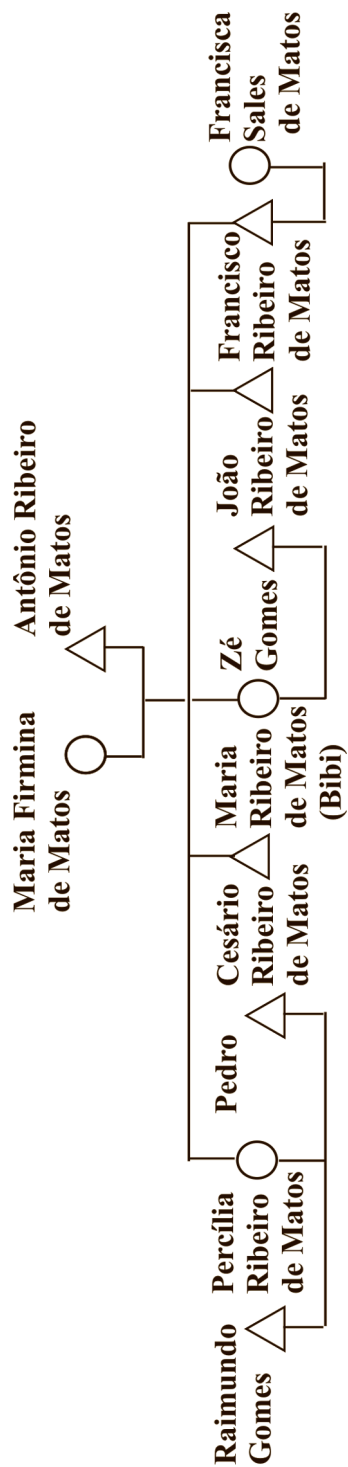 Maria Firmina
de Matos
Antônio Ribeiro
de Matos
Raimundo
Gomes
Percília
Ribeiro
de Matos
Pedro
Cesário
Ribeiro
de Matos
Maria
Ribeiro
de Matos
(Bibi)
Zé
Gomes
João
Ribeiro
de Matos
Francisco
Ribeiro
de Matos
Francisca
Sales
de Matos